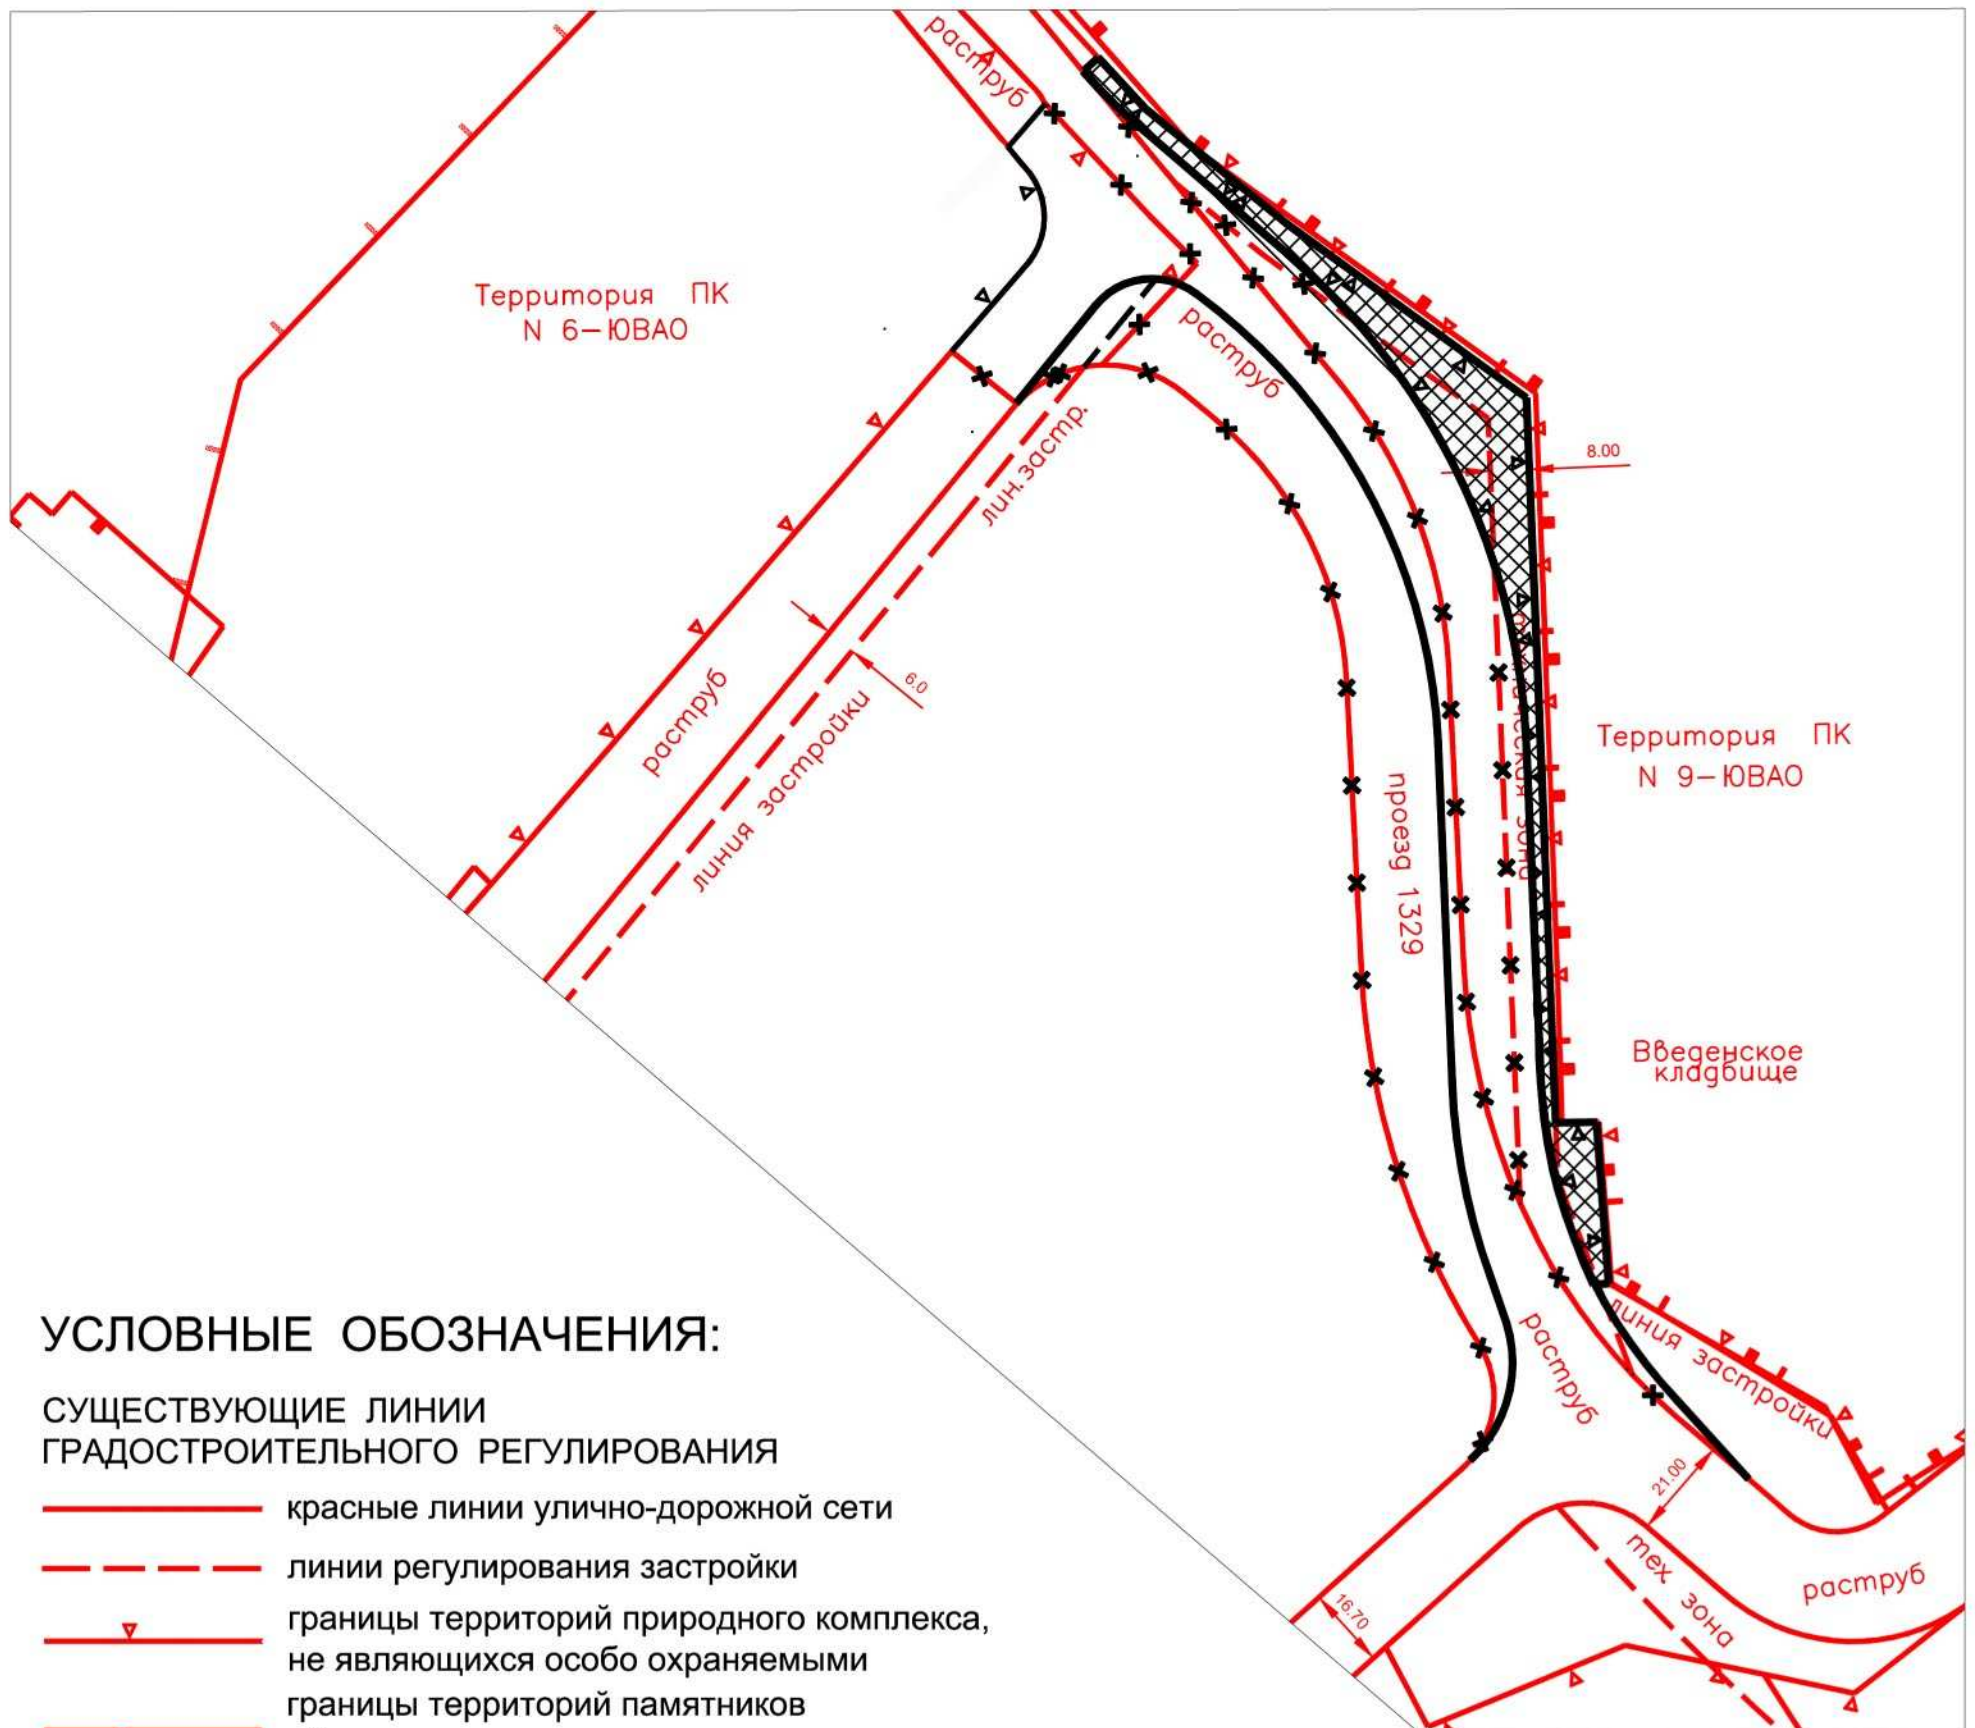 раструб
Территория ПК
N 6-ЮВАО
раструб
лин.застр.
8.00
6.0
раструб
линия застройки
техническая зона
Территория ПК
N 9-ЮВАО
проезд 1329
Введенское
кладбище
раструб
линия застройки
21.00
тех. зона
раструб
16.70
УСЛОВНЫЕ ОБОЗНАЧЕНИЯ:
СУЩЕСТВУЮЩИЕ ЛИНИИ
ГРАДОСТРОИТЕЛЬНОГО РЕГУЛИРОВАНИЯ
красные линии улично-дорожной сети
линии регулирования застройки
границы территорий природного комплекса,
не являющихся особо охраняемыми
границы территорий памятников